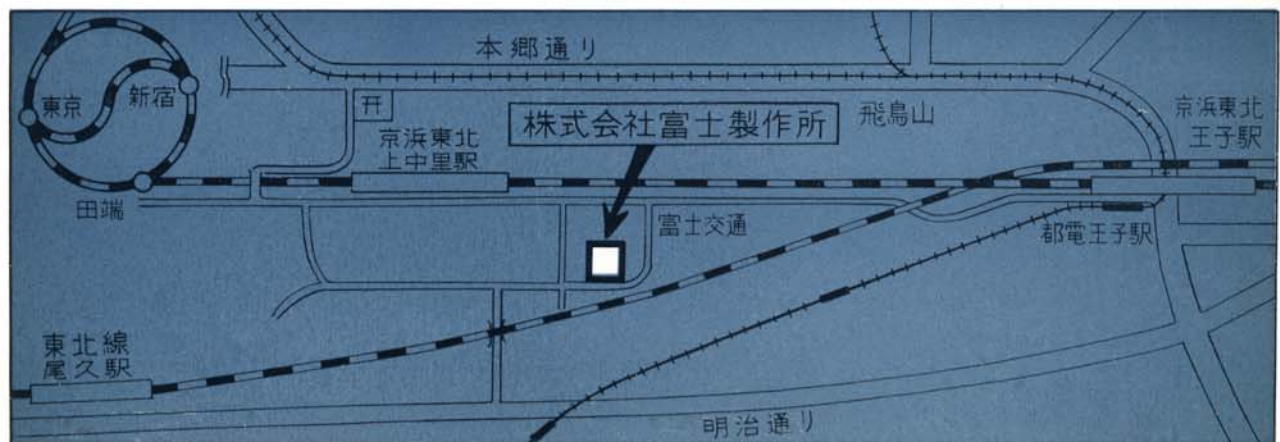 本郷通り
東京
新宿
開
株式会社富士製作所
飛鳥山
京浜東北
王子駅
京浜東北
上中里駅
田端
富士交通
都電王子駅
東北線
尾久駅
明治通り